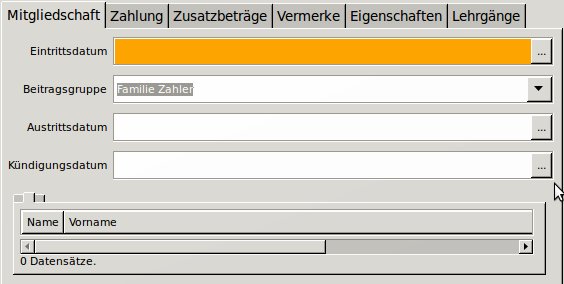 Mitgliedschaft Zahlung Zusatzbeträge Vermerke Eigenschaften Lehrgänge
Eintrittsdatum ...
Beitragsgruppe Familie Zahler
Austrittsdatum ...
Kündigungsdatum ...
Name Vorname
0 Datensätze.